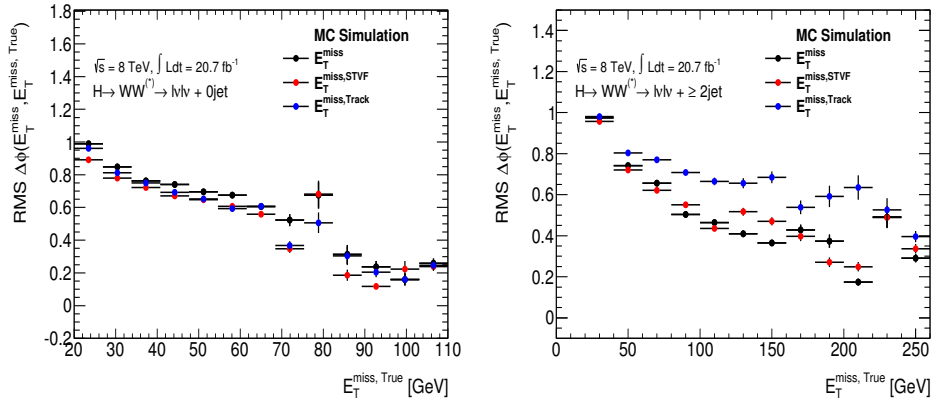 RMS Δϕ(E_T^miss, E_T^miss, True)
1.8
1.6
1.4
1.2
1
0.8
0.6
0.4
0.2
0
-0.2
MC Simulation
√s = 8 TeV, ∫ Ldt = 20.7 fb⁻¹
H→ WW^(*)→ lνlν + 0jet
E_T^miss
E_T^miss,STVF
E_T^miss,Track
20 30 40 50 60 70 80 90 100 110
E_T^miss, True [GeV]
RMS Δϕ(E_T^miss, E_T^miss, True)
1.4
1.2
1
0.8
0.6
0.4
0.2
0
MC Simulation
√s = 8 TeV, ∫ Ldt = 20.7 fb⁻¹
H→ WW^(*)→ lνlν + ≥ 2jet
E_T^miss
E_T^miss,STVF
E_T^miss,Track
0 50 100 150 200 250
E_T^miss, True [GeV]